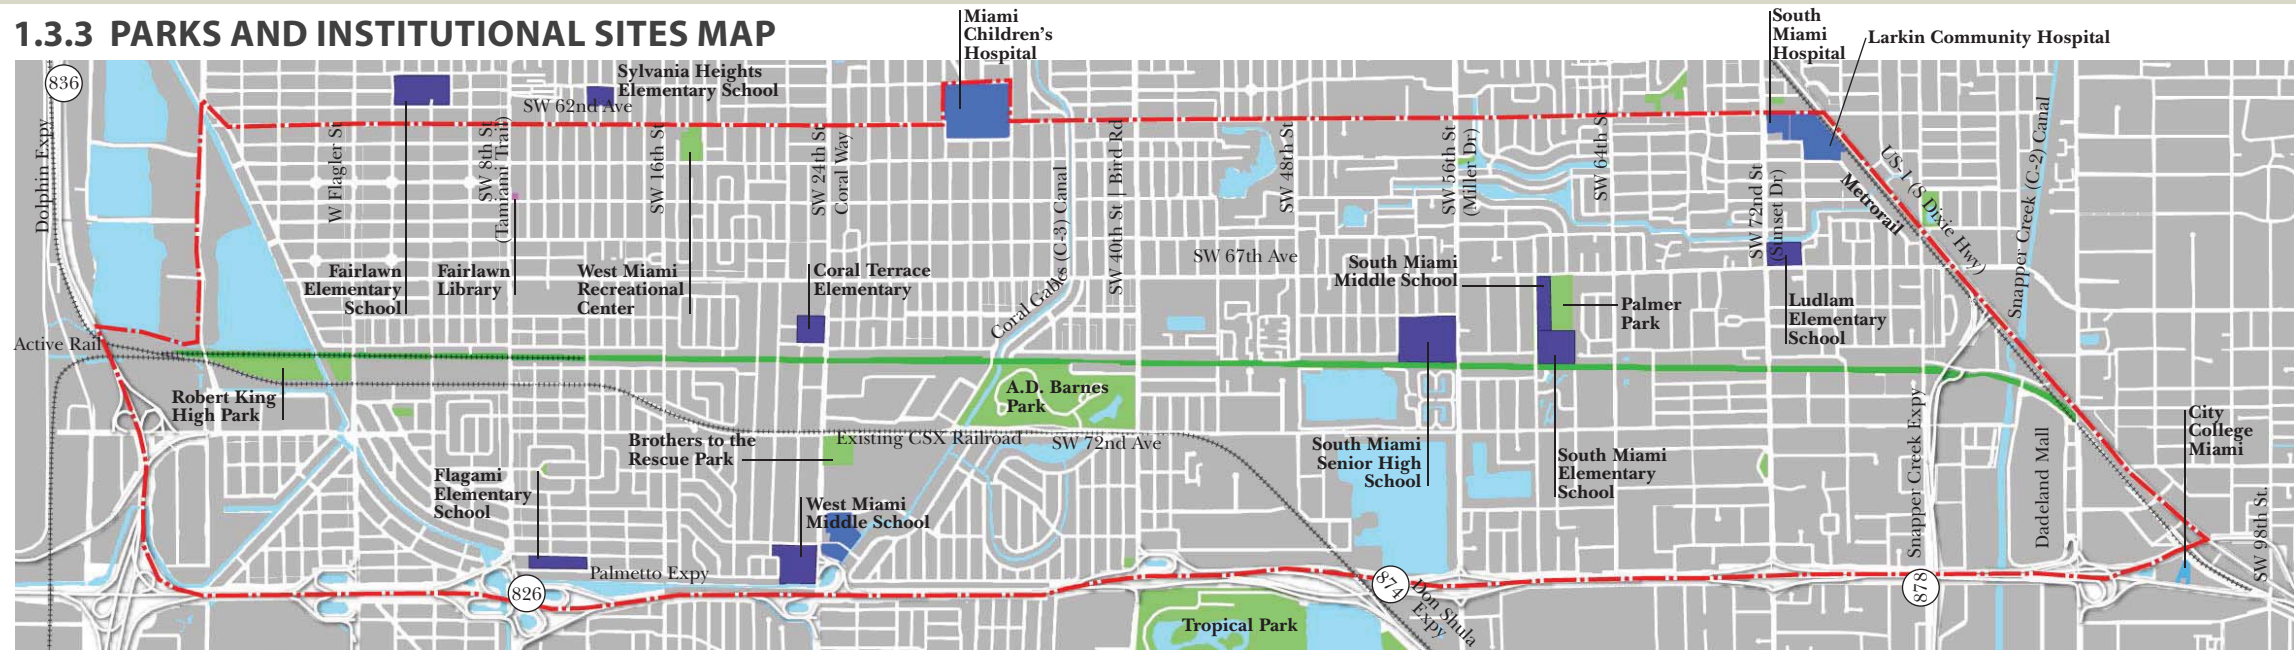 1.3.3 PARKS AND INSTITUTIONAL SITES MAP
Miami
Children's
Hospital
South
Miami
Hospital
Larkin Community Hospital
836
Sylvania Heights
Elementary School
SW 62nd Ave
Dolphin Expy
W Flagler St
SW 8th St
(Tamiami Trail)
SW 16th St
SW 24th St
Coral Way
Coral Gables (C-3) Canal
SW 40th St | Bird Rd
SW 48th St
SW 56th St
(Miller Dr)
SW 64th St
SW 72nd St
(Sunset Dr)
US-1 (S Dixie Hwy)
Metrorail
Snapper Creek (C-2) Canal
SW 67th Ave
Fairlawn
Elementary
School
Fairlawn
Library
West Miami
Recreational
Center
Coral Terrace
Elementary
South Miami
Middle School
Palmer
Park
Ludlam
Elementary
School
Active Rail
Robert King
High Park
A.D. Barnes
Park
Brothers to the
Rescue Park
Existing CSX Railroad
SW 72nd Ave
South Miami
Senior High
School
South Miami
Elementary
School
Snapper Creek Expy
Dadeland Mall
City
College
Miami
SW 98th St.
Flagami
Elementary
School
West Miami
Middle School
Palmetto Expy
826
874
Don Shula
Expy
878
Tropical Park